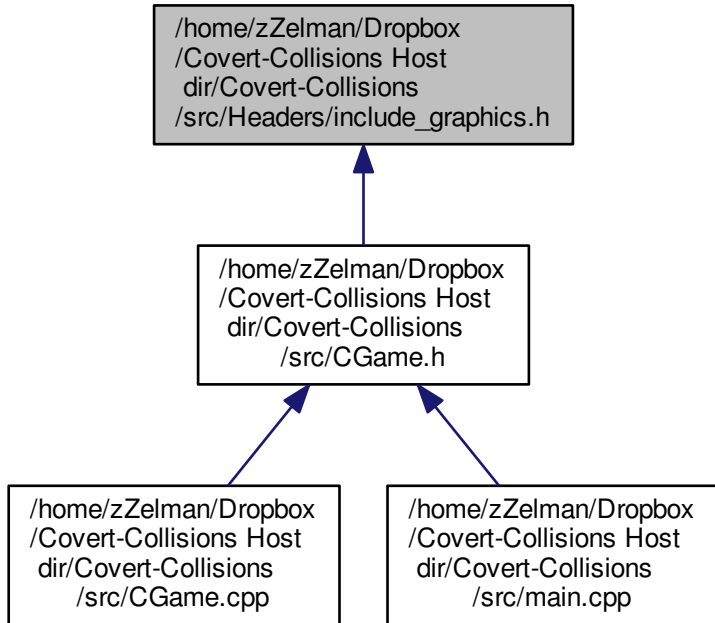 /home/zZelman/Dropbox
/Covert-Collisions Host
dir/Covert-Collisions
/src/Headers/include_graphics.h
/home/zZelman/Dropbox
/Covert-Collisions Host
dir/Covert-Collisions
/src/CGame.h
/home/zZelman/Dropbox
/Covert-Collisions Host
dir/Covert-Collisions
/src/CGame.cpp
/home/zZelman/Dropbox
/Covert-Collisions Host
dir/Covert-Collisions
/src/main.cpp